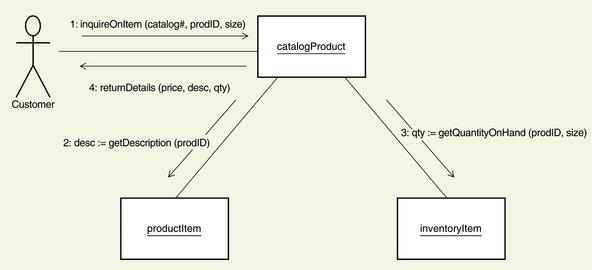 1: inquireOnItem (catalog#, prodID, size)
catalogProduct
4: returnDetails (price, desc, qty)
Customer
3: qty := getQuantityOnHand (prodID, size)
2: desc := getDescription (prodID)
productItem
inventoryItem